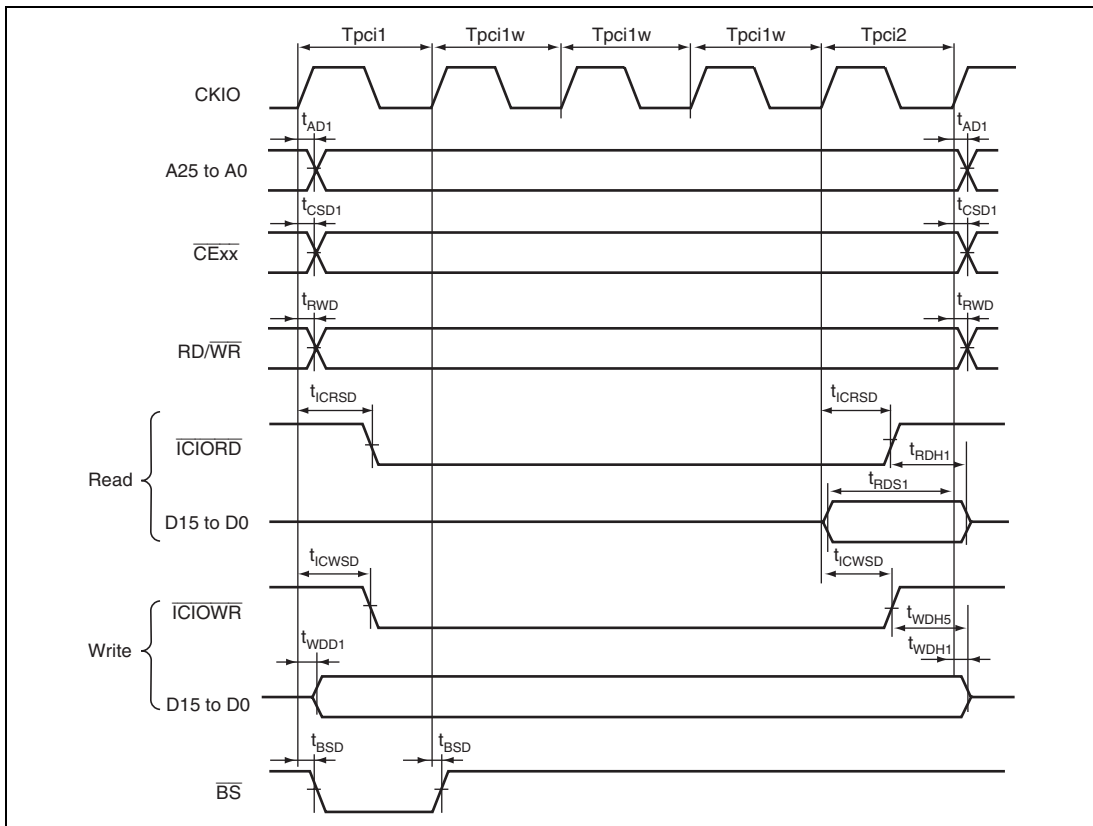 Tpci1 Tpci1w Tpci1w Tpci1w Tpci2
CKIO
tAD1 tAD1
A25 to A0
tCSD1 tCSD1
CExx
tRWD tRWD
RD/WR
tICRSD tICRSD
ICIORD
tRDH1
Read
tRDS1
D15 to D0
tICWSD tICWSD
ICIOWR
tWDH5
Write
tWDD1 tWDH1
D15 to D0
tBSD tBSD
BS